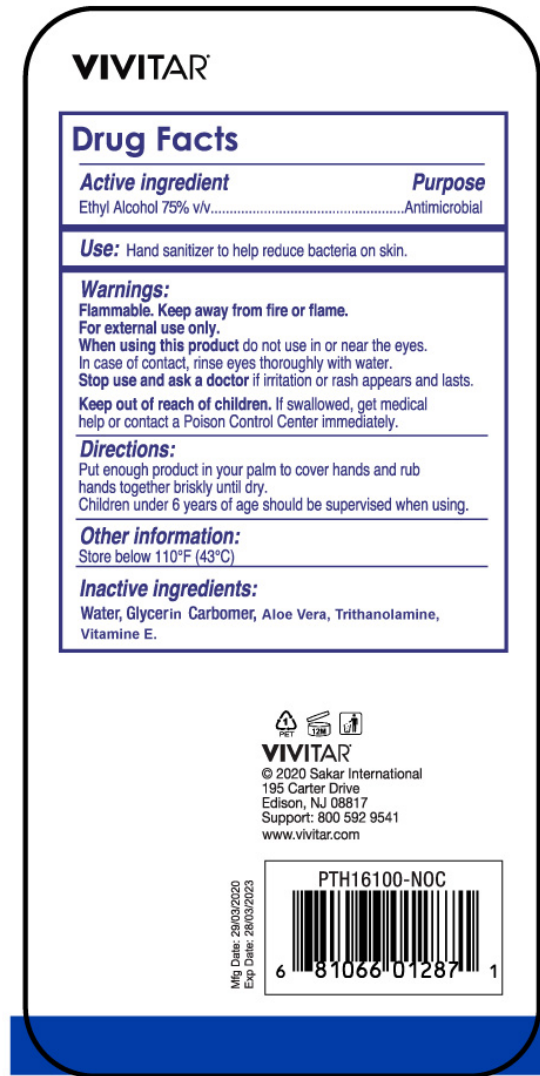 VIVITAR
Drug Facts
Active ingredient Purpose
Ethyl Alcohol 75% v/v......................................................Antimicrobial
Use: Hand sanitizer to help reduce bacteria on skin.
Warnings:
Flammable. Keep away from fire or flame.
For external use only.
When using this product do not use in or near the eyes.
In case of contact, rinse eyes thoroughly with water.
Stop use and ask a doctor if irritation or rash appears and lasts.
Keep out of reach of children. If swallowed, get medical
help or contact a Poison Control Center immediately.
Directions:
Put enough product in your palm to cover hands and rub
hands together briskly until dry.
Children under 6 years of age should be supervised when using.
Other information:
Store below 110°F (43°C)
Inactive ingredients:
Water, Glycerin Carbomer, Aloe Vera, Trithanolamine,
Vitamine E.
1
PET
12M
VIVITAR
© 2020 Sakar International
195 Carter Drive
Edison, NJ 08817
Support: 800 592 9541
www.vivitar.com
Mfg Date: 29/03/2020
Exp Date: 28/03/2023
PTH16100-NOC
6 81066 01287 1